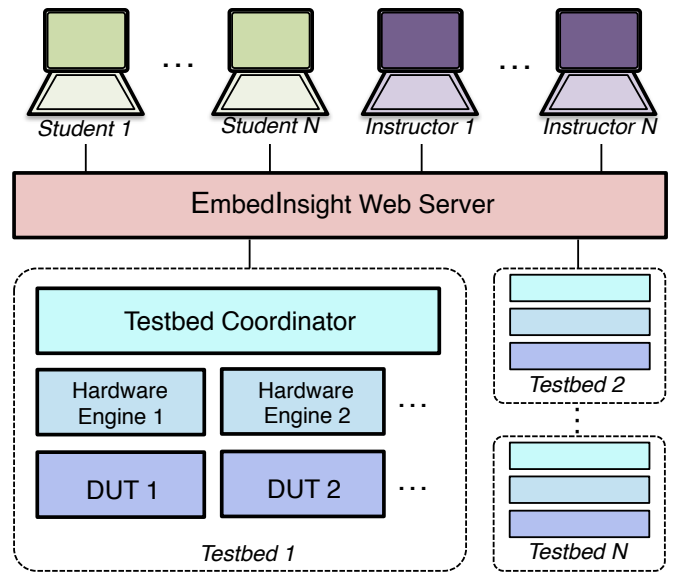 ...
...
Student 1
Student N
Instructor 1
Instructor N
EmbedInsight Web Server
Testbed Coordinator
Hardware
Engine 1
Hardware
Engine 2
...
DUT 1
DUT 2
...
Testbed 1
Testbed 2
Testbed N